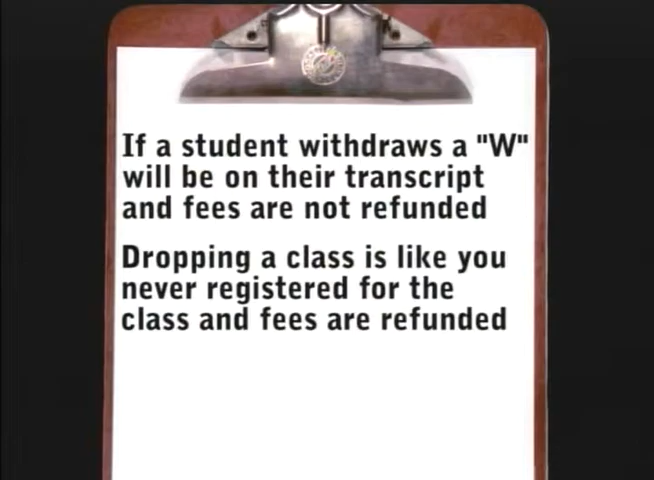 If a student withdraws a "W"
will be on their transcript
and fees are not refunded
Dropping a class is like you
never registered for the
class and fees are refunded